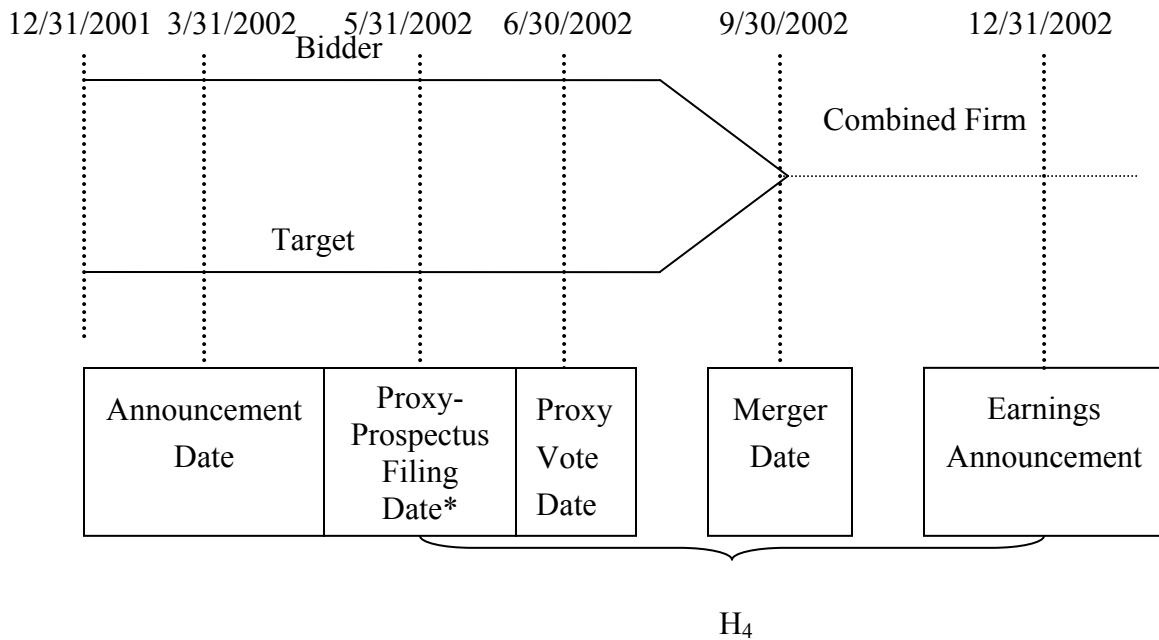 12/31/2001 3/31/2002 5/31/2002 6/30/2002 9/30/2002 12/31/2002
Bidder
Combined Firm
Target
Announcement
Date
Proxy-
Prospectus
Filing
Date*
Proxy
Vote
Date
Merger
Date
Earnings
Announcement
H4